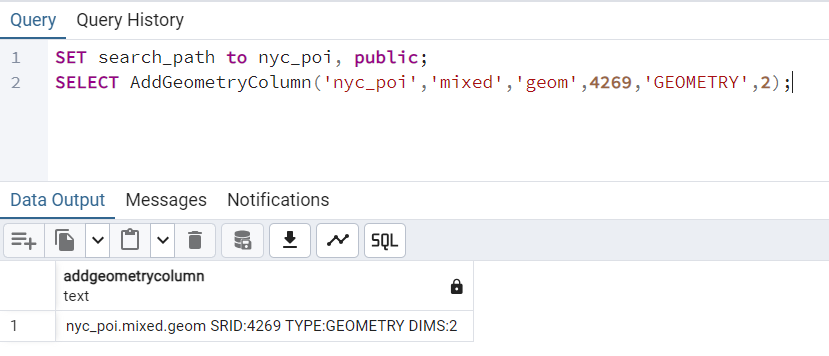 Query Query History
1 SET search_path to nyc_poi, public;
2 SELECT AddGeometryColumn('nyc_poi','mixed','geom',4269,'GEOMETRY',2);
Data Output Messages Notifications
SQL
addgeometrycolumn
text
1 nyc_poi.mixed.geom SRID:4269 TYPE:GEOMETRY DIMS:2